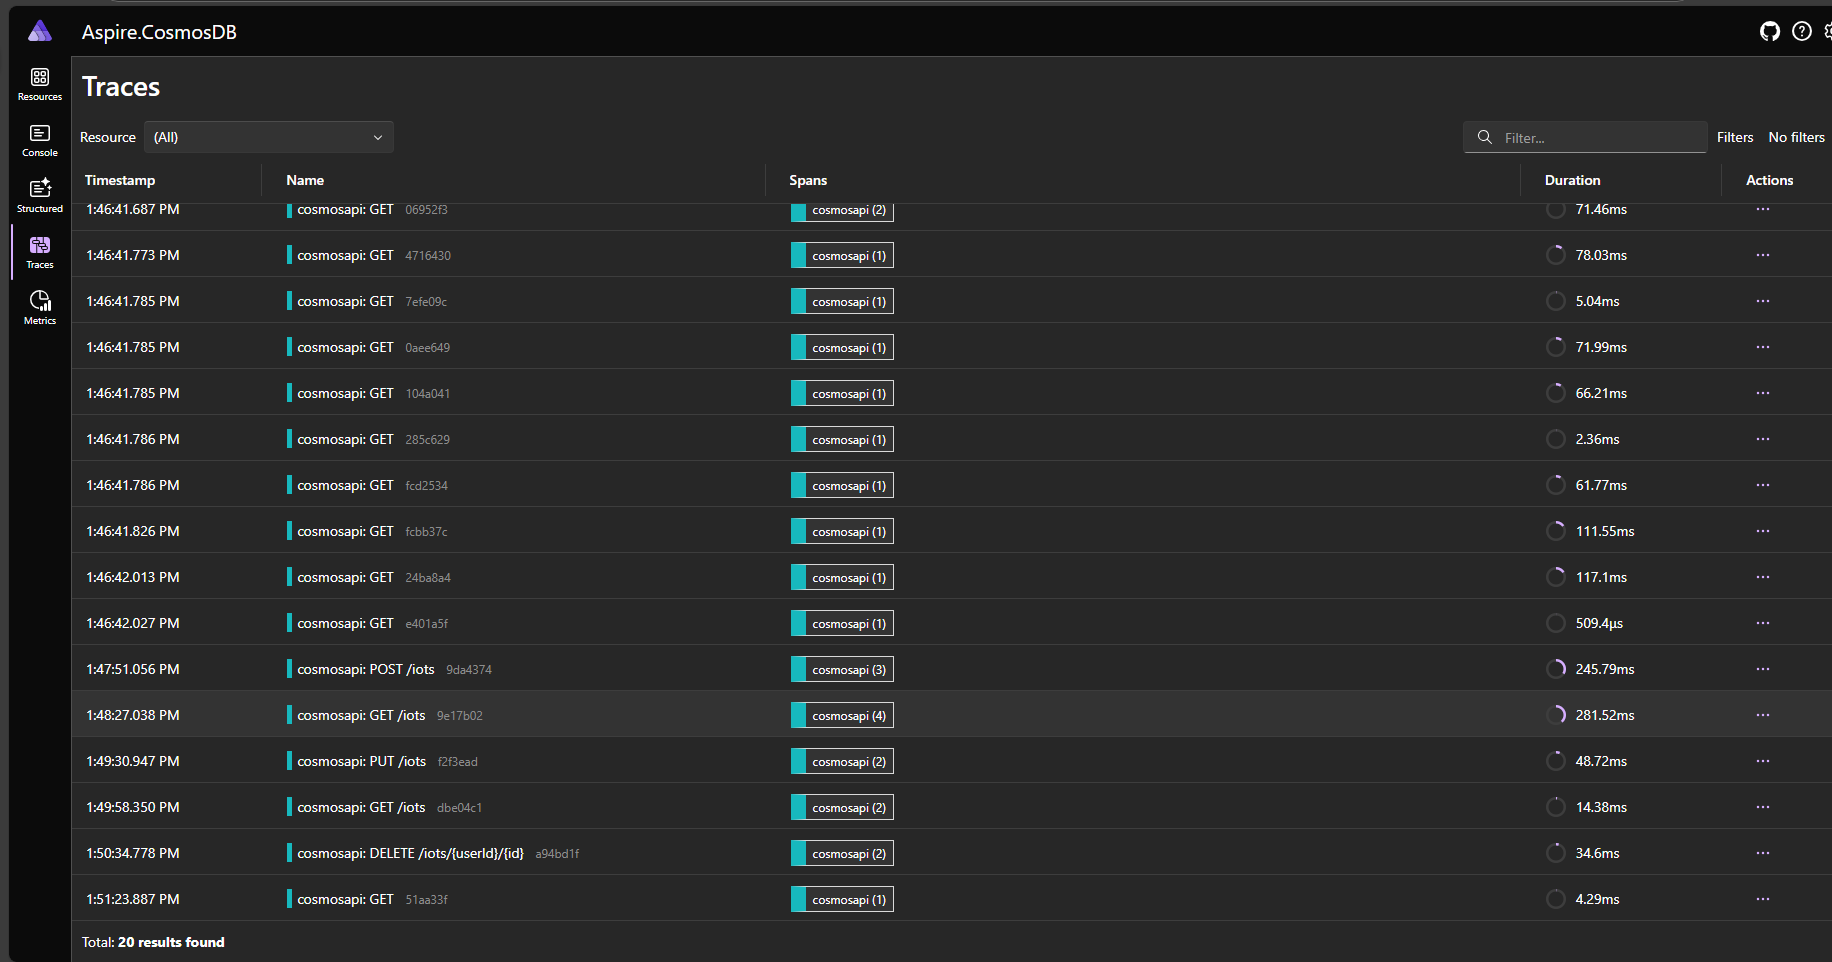 Aspire.CosmosDB
Resources
Console
Structured
Traces
Metrics
Traces
Resource (All) Filter... Filters No filters
Timestamp Name Spans Duration Actions
1:46:41.687 PM cosmosapi: GET 06952f3 cosmosapi (2) 71.46ms ...
1:46:41.773 PM cosmosapi: GET 4716430 cosmosapi (1) 78.03ms ...
1:46:41.785 PM cosmosapi: GET 7efe09c cosmosapi (1) 5.04ms ...
1:46:41.785 PM cosmosapi: GET 0aee649 cosmosapi (1) 71.99ms ...
1:46:41.785 PM cosmosapi: GET 104a041 cosmosapi (1) 66.21ms ...
1:46:41.786 PM cosmosapi: GET 285c629 cosmosapi (1) 2.36ms ...
1:46:41.786 PM cosmosapi: GET fcd2534 cosmosapi (1) 61.77ms ...
1:46:41.826 PM cosmosapi: GET fcbb37c cosmosapi (1) 111.55ms ...
1:46:42.013 PM cosmosapi: GET 24ba8a4 cosmosapi (1) 117.1ms ...
1:46:42.027 PM cosmosapi: GET e401a5f cosmosapi (1) 509.4μs ...
1:47:51.056 PM cosmosapi: POST /iots 9da4374 cosmosapi (3) 245.79ms ...
1:48:27.038 PM cosmosapi: GET /iots 9e17b02 cosmosapi (4) 281.52ms ...
1:49:30.947 PM cosmosapi: PUT /iots f2f3ead cosmosapi (2) 48.72ms ...
1:49:58.350 PM cosmosapi: GET /iots dbe04c1 cosmosapi (2) 14.38ms ...
1:50:34.778 PM cosmosapi: DELETE /iots/{userId}/{id} a94bd1f cosmosapi (2) 34.6ms ...
1:51:23.887 PM cosmosapi: GET 51aa33f cosmosapi (1) 4.29ms ...
Total: 20 results found